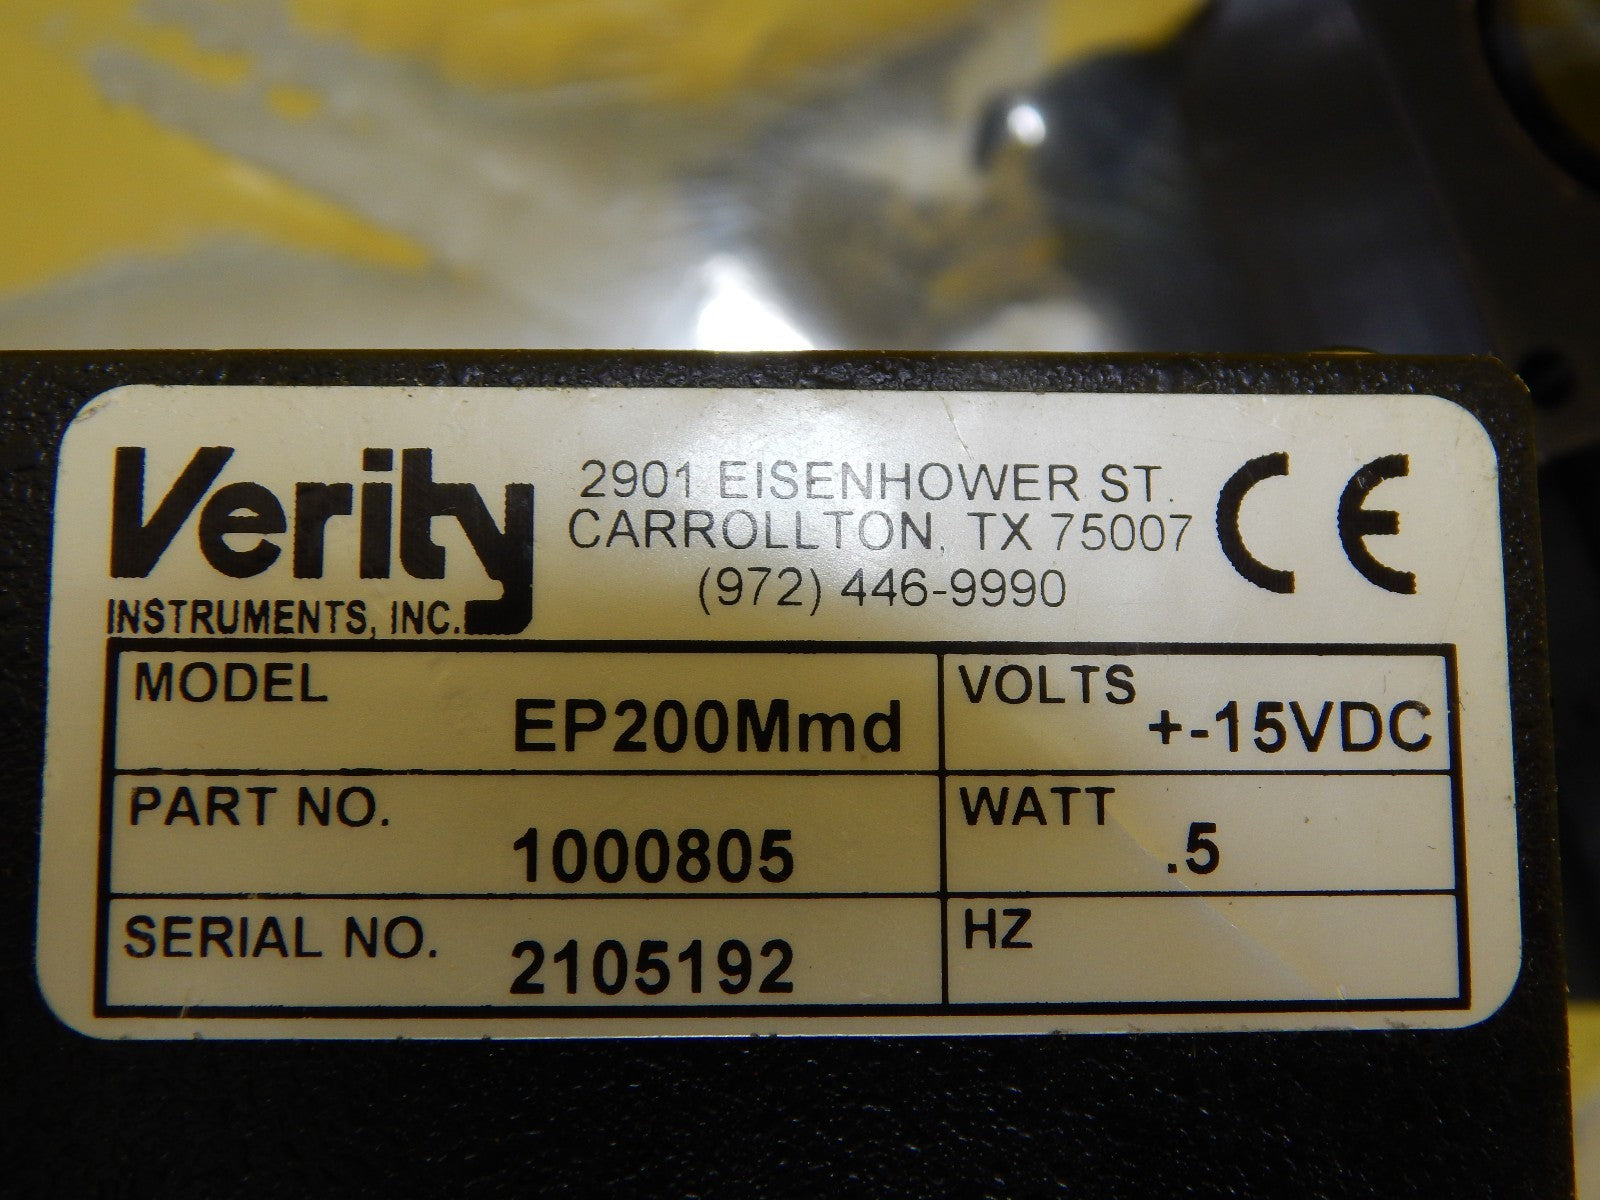 Verity
INSTRUMENTS, INC.
2901 EISENHOWER ST.
CARROLLTON, TX 75007
(972) 446-9990
CE
MODEL
EP200Mmd
VOLTS
+-15VDC
PART NO.
1000805
WATT
.5
SERIAL NO.
2105192
HZ